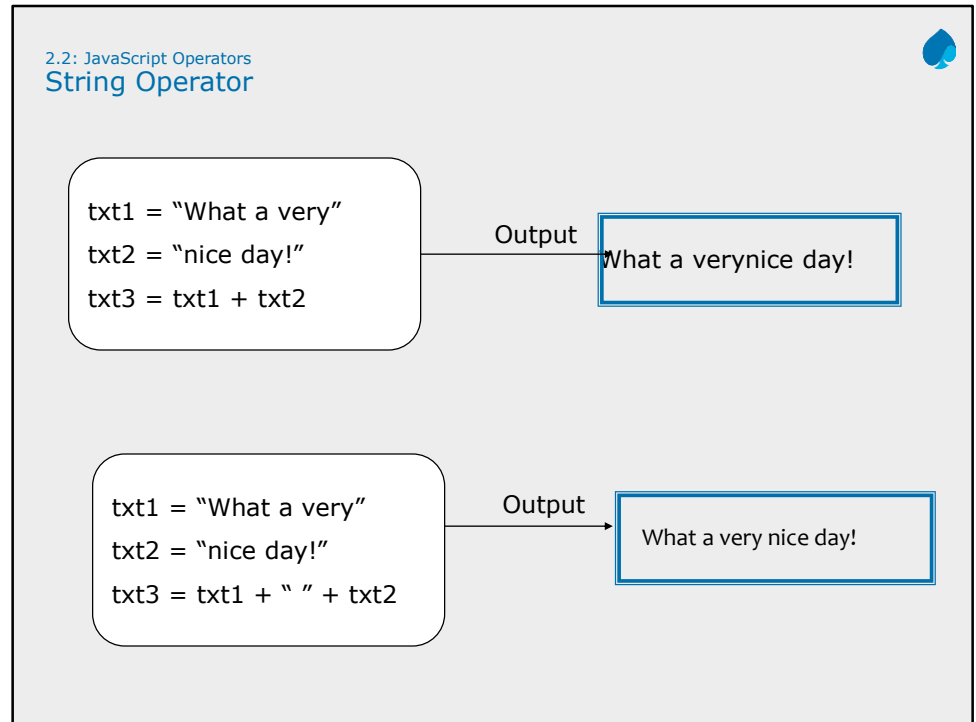 2.2: JavaScript Operators
String Operator
txt1 = “What a very”
txt2 = “nice day!”
txt3 = txt1 + txt2
Output
What a verynice day!
txt1 = “What a very”
txt2 = “nice day!”
txt3 = txt1 + “ ” + txt2
Output
What a very nice day!